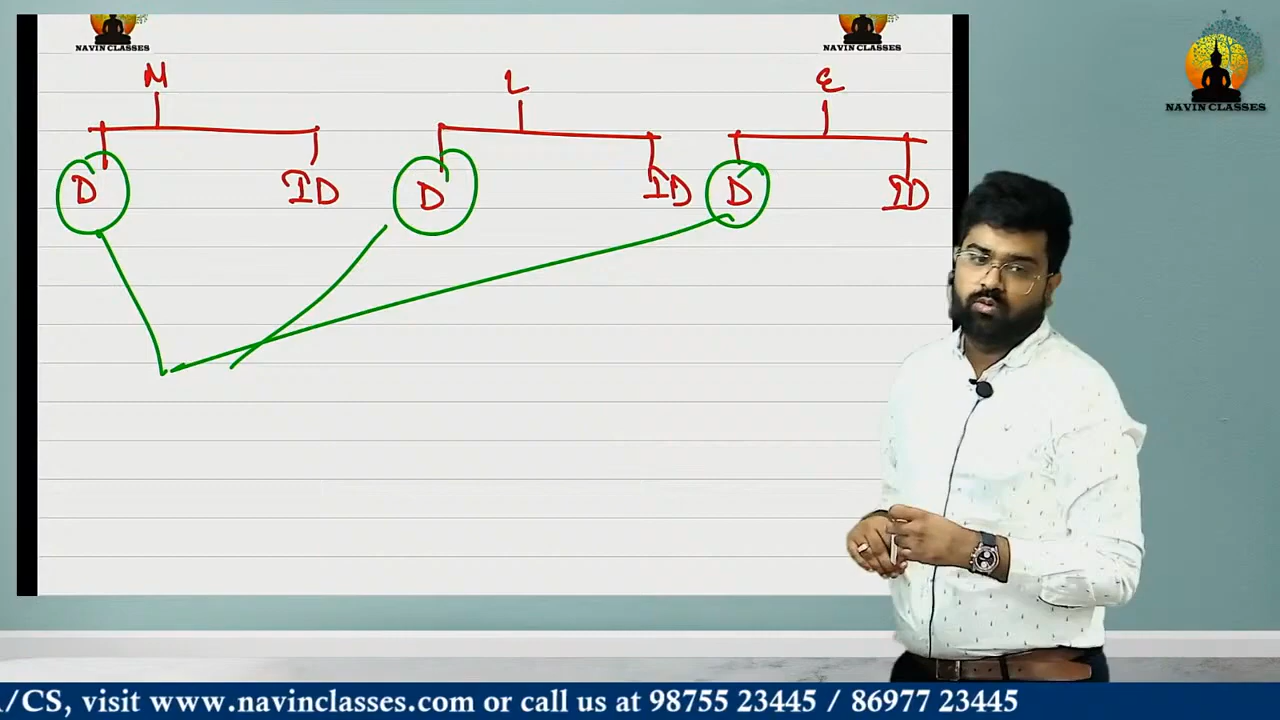 NAVIN CLASSES
NAVIN CLASSES
NAVIN CLASSES
M L E
D ID D ID D ID
A/CS, visit www.navinclasses.com or call us at 98755 23445 / 86977 23445